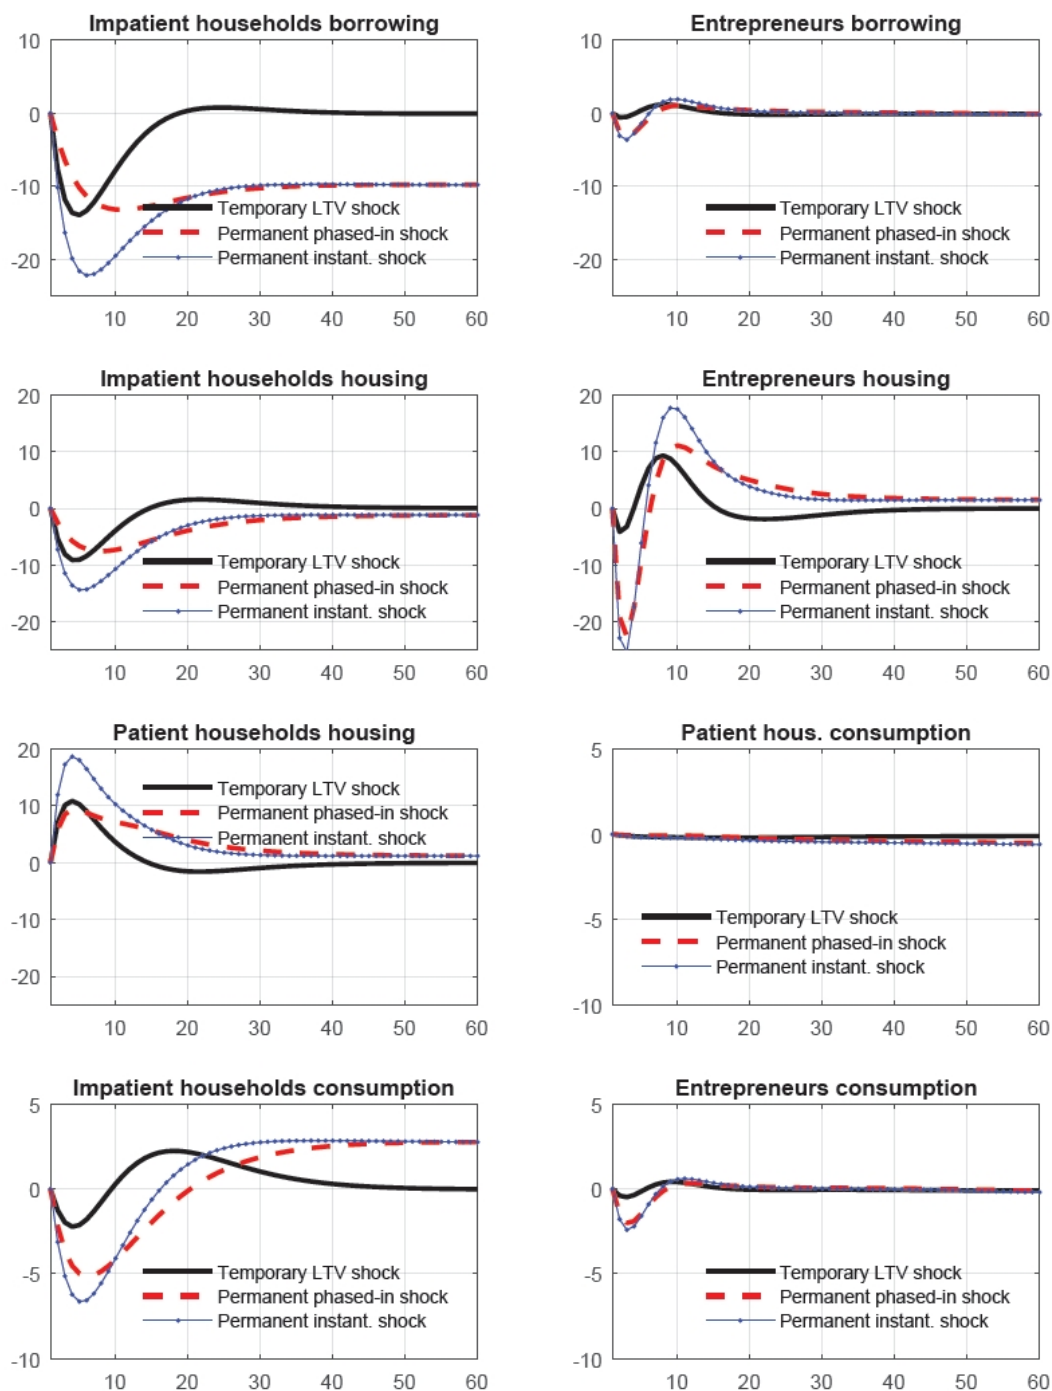 Impatient households borrowing
10
0
-10
-20
Temporary LTV shock
Permanent phased-in shock
Permanent instant. shock
10 20 30 40 50 60
Entrepreneurs borrowing
10
0
-10
-20
Temporary LTV shock
Permanent phased-in shock
Permanent instant. shock
10 20 30 40 50 60
Impatient households housing
20
10
0
-10
-20
Temporary LTV shock
Permanent phased-in shock
Permanent instant. shock
10 20 30 40 50 60
Entrepreneurs housing
20
10
0
-10
-20
Temporary LTV shock
Permanent phased-in shock
Permanent instant. shock
10 20 30 40 50 60
Patient households housing
20
10
0
-10
-20
Temporary LTV shock
Permanent phased-in shock
Permanent instant. shock
10 20 30 40 50 60
Patient hous. consumption
5
0
-5
-10
Temporary LTV shock
Permanent phased-in shock
Permanent instant. shock
10 20 30 40 50 60
Impatient households consumption
5
0
-5
-10
Temporary LTV shock
Permanent phased-in shock
Permanent instant. shock
10 20 30 40 50 60
Entrepreneurs consumption
5
0
-5
-10
Temporary LTV shock
Permanent phased-in shock
Permanent instant. shock
10 20 30 40 50 60